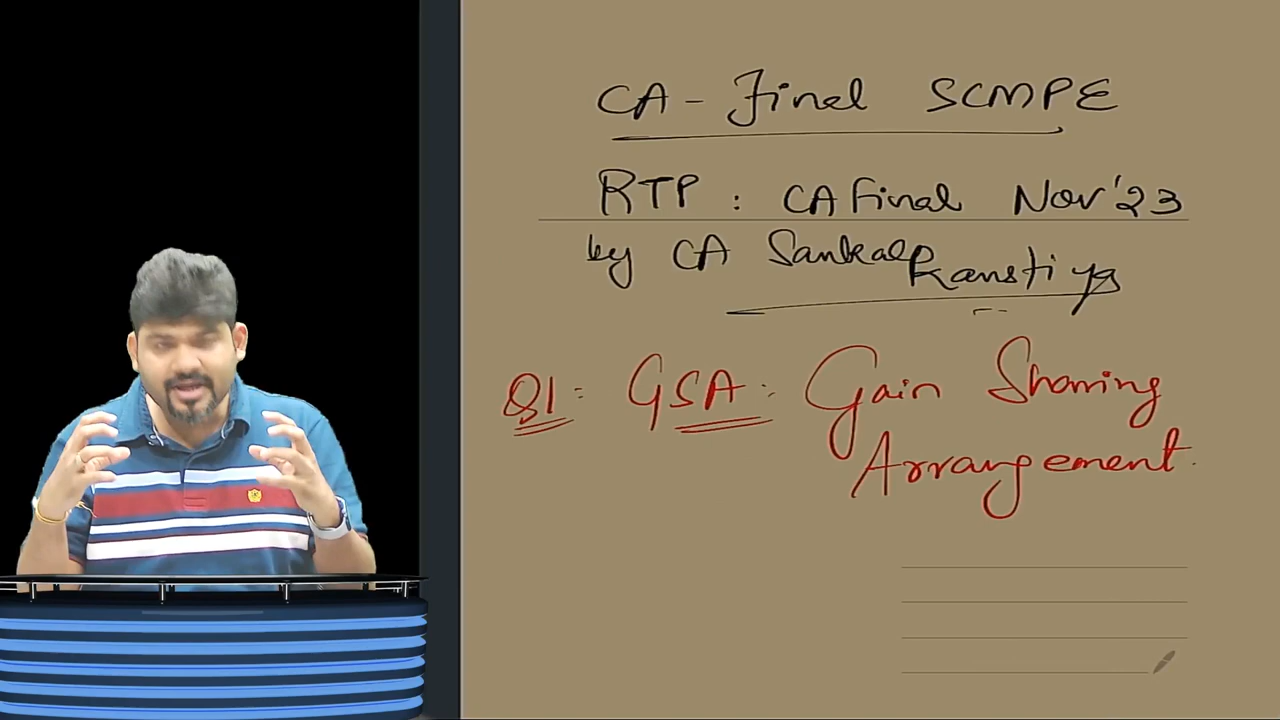 CA - Final SCMPE
RTP : CA Final Nov'23
by CA Sankalp Kanstiya
Q1: GSA: Gain Sharing
Arrangement.